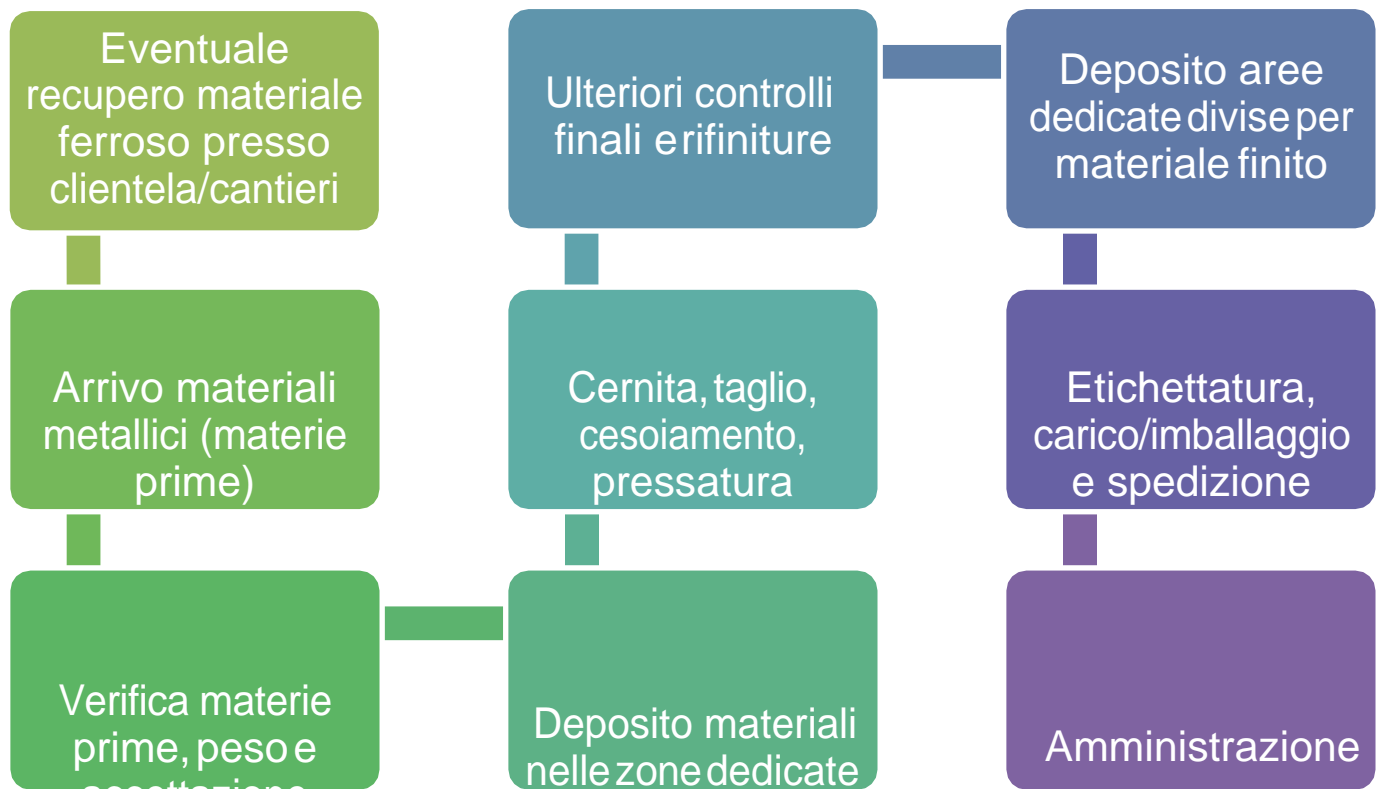 Eventuale
recupero materiale
ferroso presso
clientela/cantieri
Arrivo materiali
metallici (materie
prime)
Verifica materie
prime, peso e
accettazione
Deposito materiali
nelle zone dedicate
Cernita, taglio,
cesoiamento,
pressatura
Ulteriori controlli
finali e rifiniture
Deposito aree
dedicate divise per
materiale finito
Etichettatura,
carico/imballaggio
e spedizione
Amministrazione